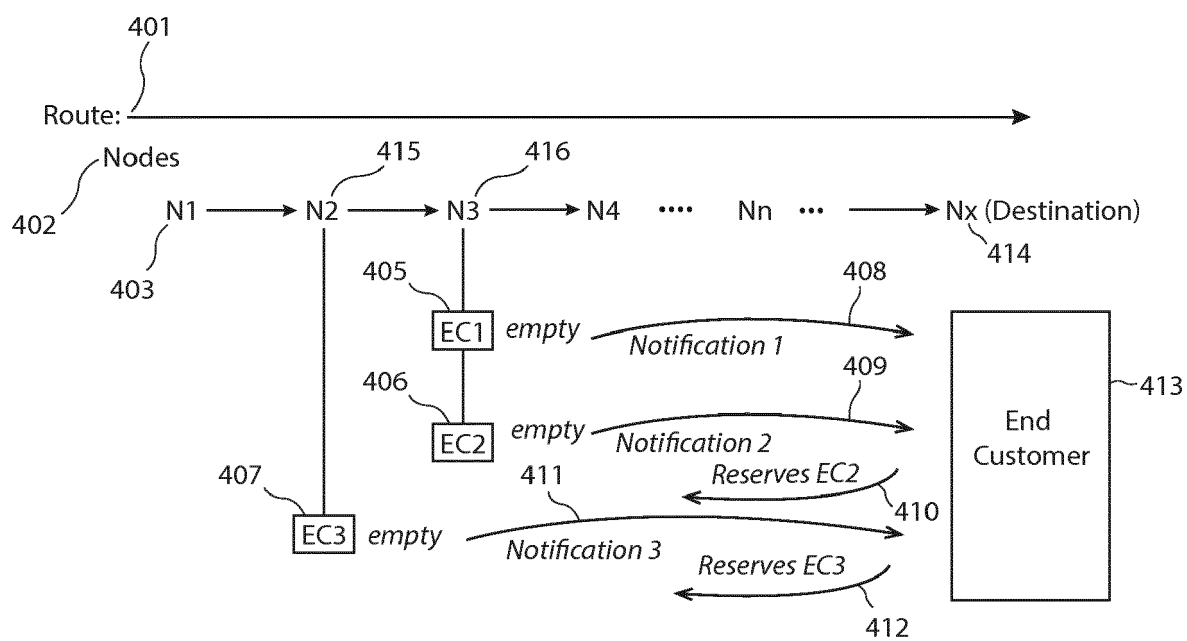 401
Route:
Nodes
415
416
402
N1
N2
N3
N4
....
Nn
...
Nx (Destination)
403
414
405
408
EC1
empty
Notification 1
413
406
409
EC2
empty
Notification 2
End
Customer
Reserves EC2
410
407
411
EC3
empty
Notification 3
Reserves EC3
412